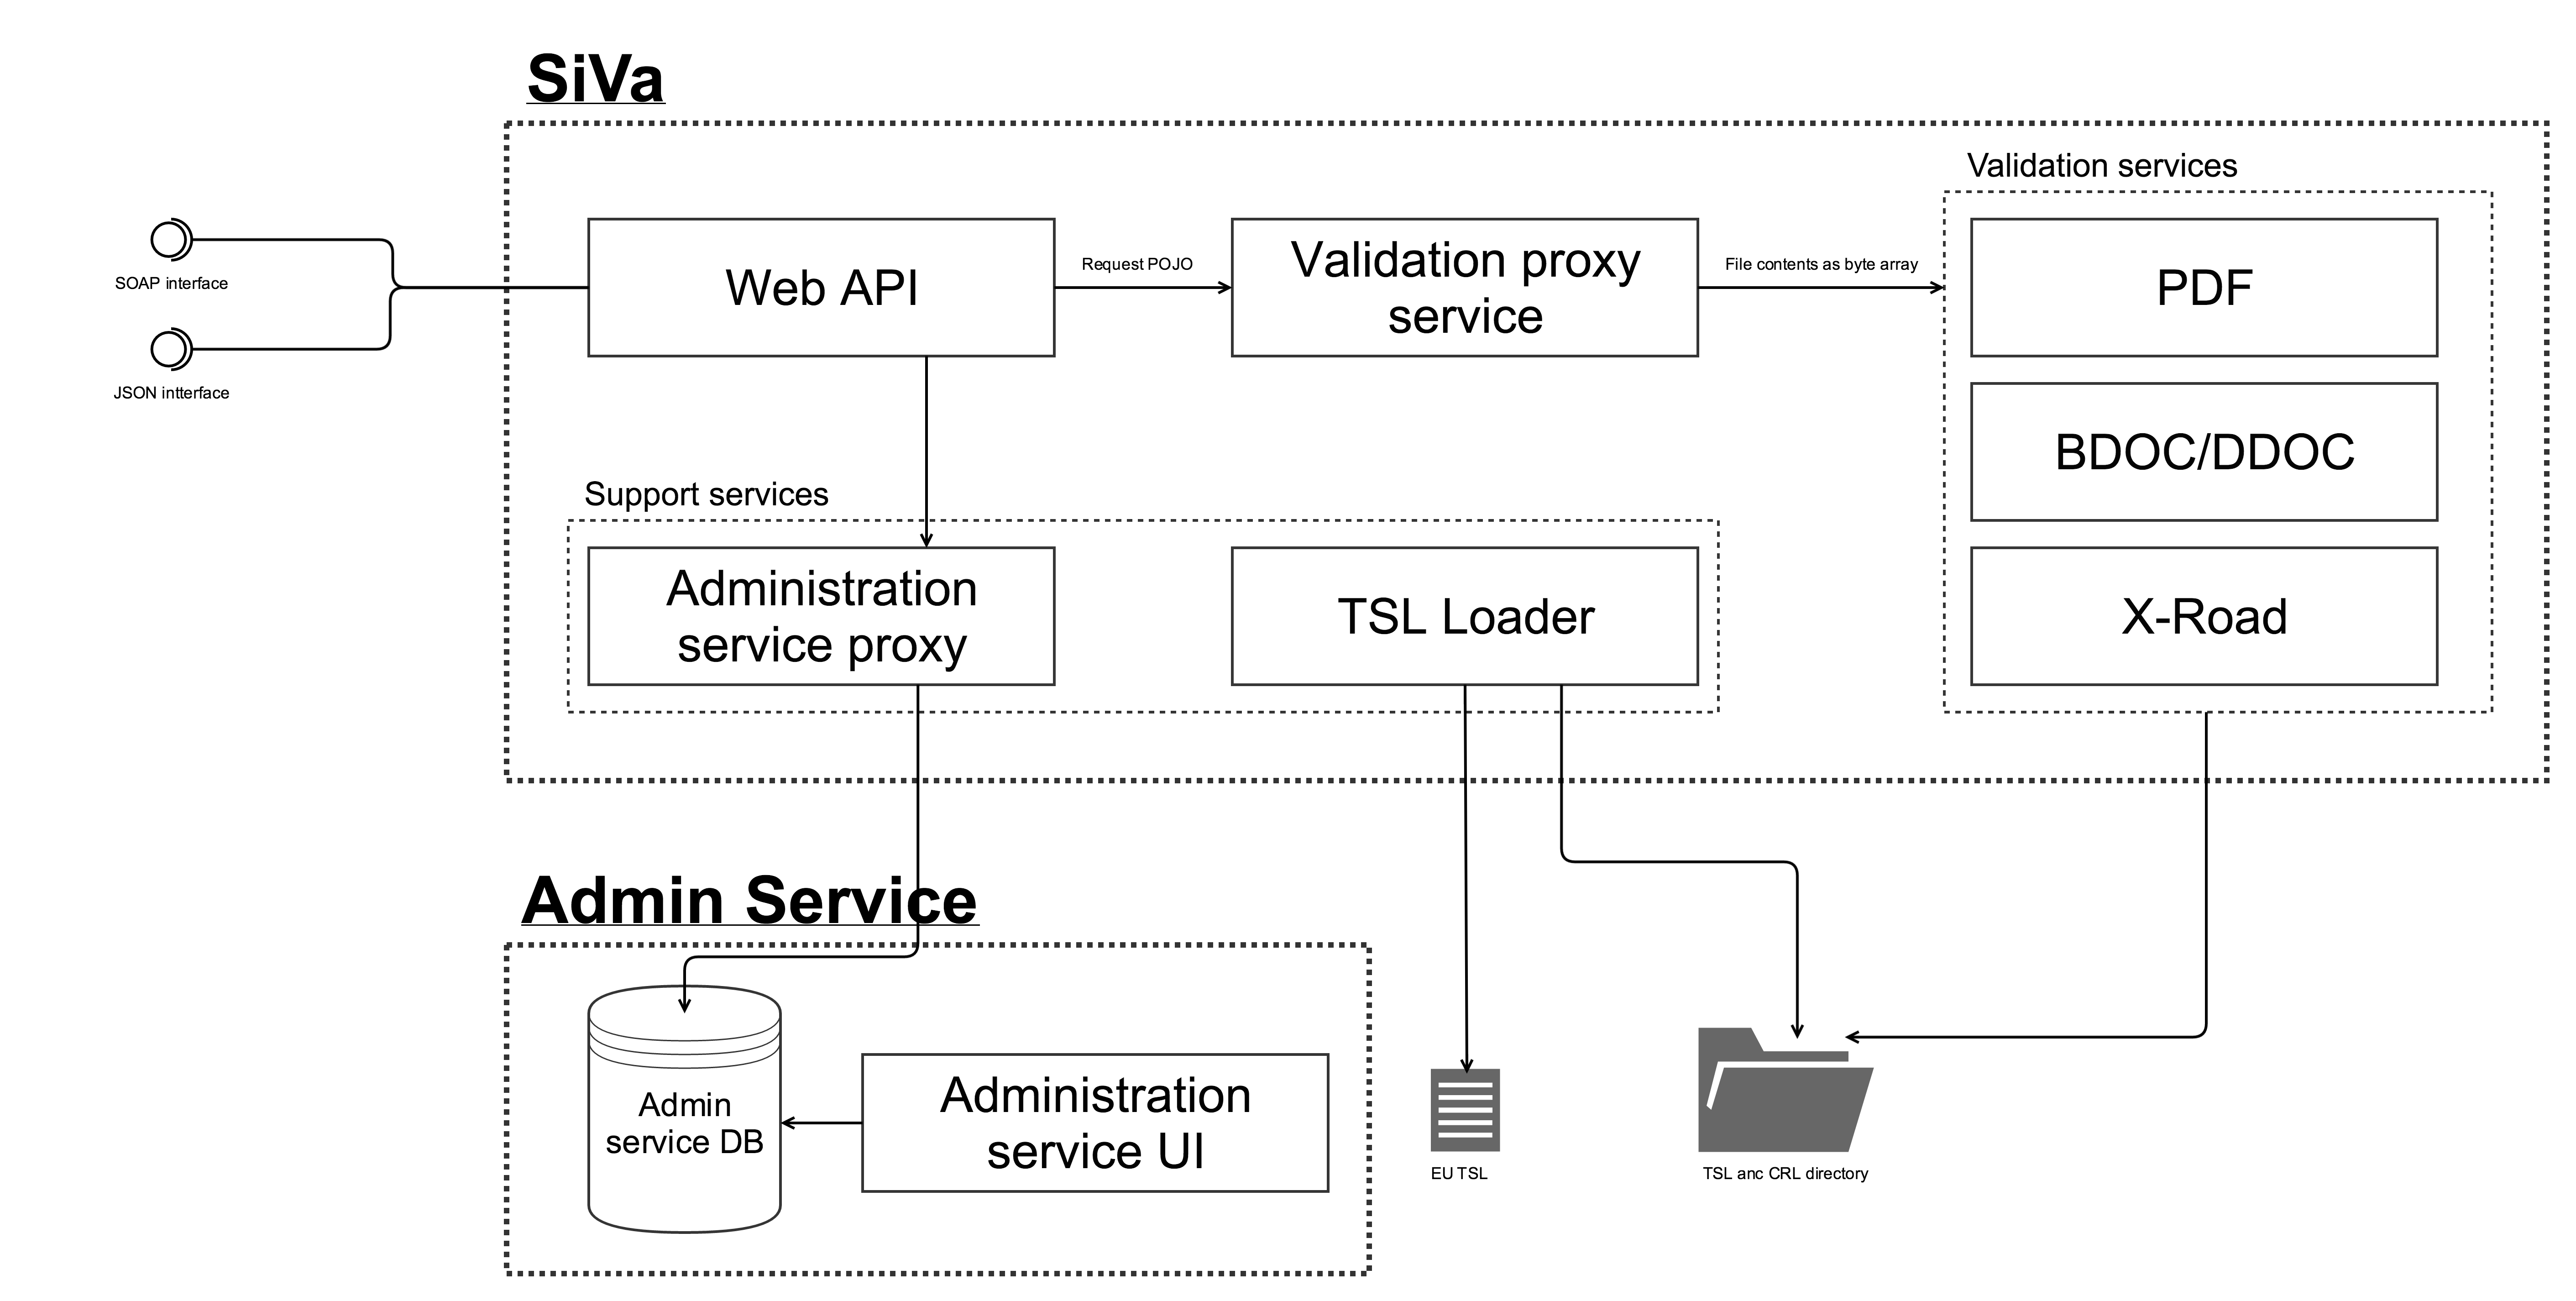 SiVa
Validation services
SOAP interface
JSON intterface
Web API
Request POJO
Validation proxy
service
File contents as byte array
PDF
BDOC/DDOC
X-Road
Support services
Administration
service proxy
TSL Loader
Admin Service
Admin
service DB
Administration
service UI
EU TSL
TSL anc CRL directory